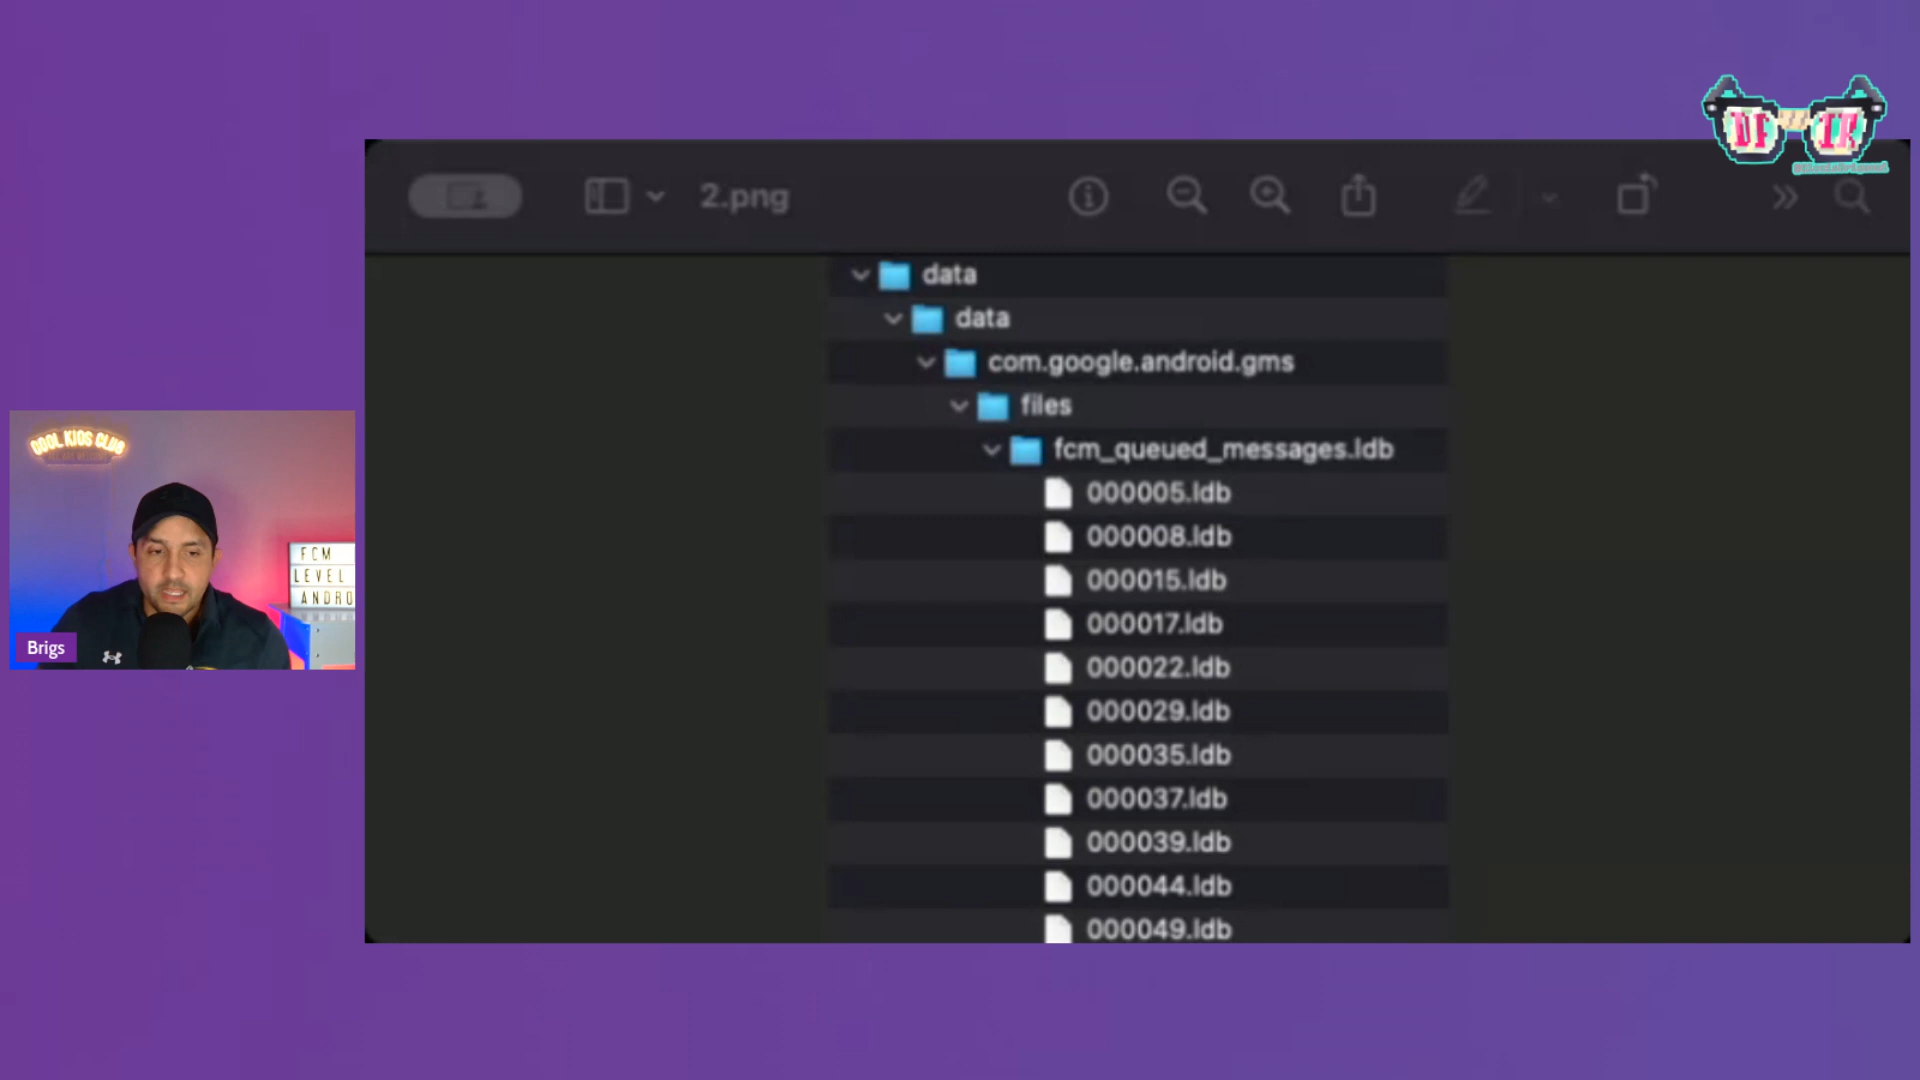 DF IR
2.png
data
data
com.google.android.gms
files
fcm_queued_messages.ldb
000005.ldb
000008.ldb
000015.ldb
000017.ldb
000022.ldb
000029.ldb
000035.ldb
000037.ldb
000039.ldb
000044.ldb
000049.ldb
COOL KIDS CLUB
FCM
LEVEL
ANDRO
Brigs